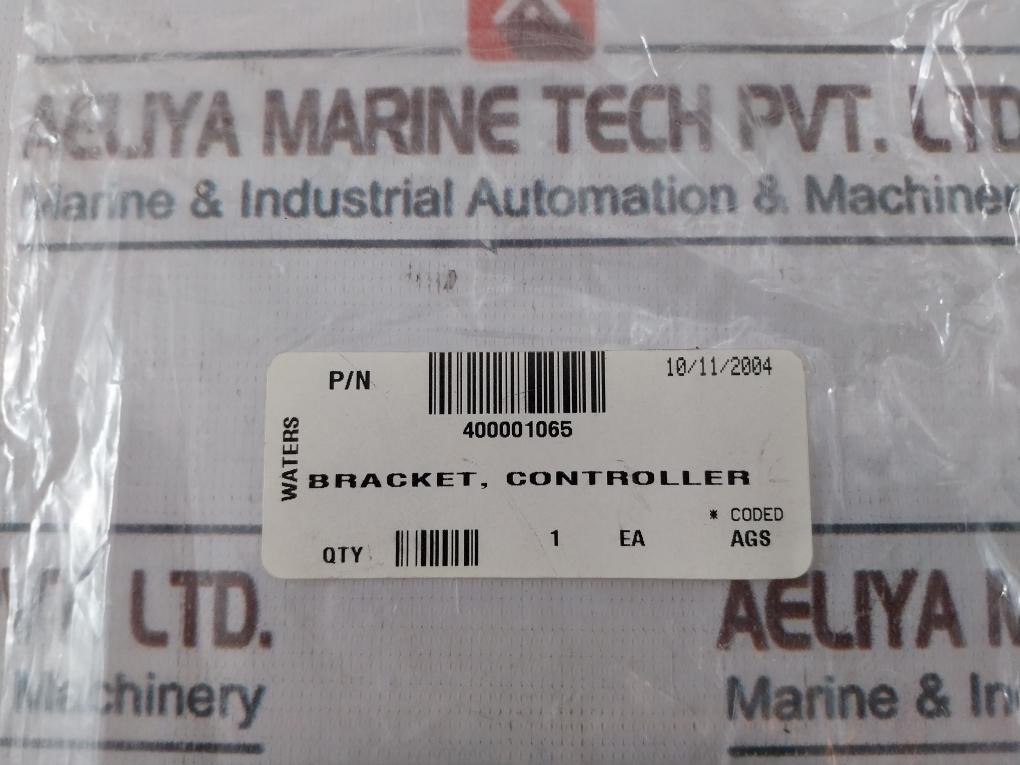 AELIYA MARINE TECH PVT. LTD
Marine & Industrial Automation & Machiner
P/N
10/11/2004
400001065
WATERS
BRACKET, CONTROLLER
* CODED
QTY 1 EA AGS
LTD.
AELIYA M
Machinery
Marine & In